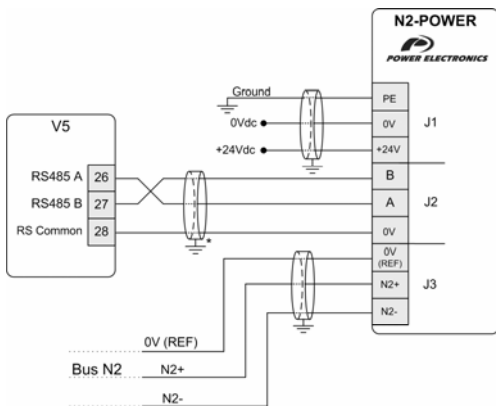 N2-POWER
POWER ELECTRONICS
Ground
PE
0Vdc
0V
J1
+24Vdc
+24V
V5
RS485 A
26
B
RS485 B
27
A
J2
RS Common
28
0V
*
0V
(REF)
N2+
J3
N2-
0V (REF)
Bus N2
N2+
N2-